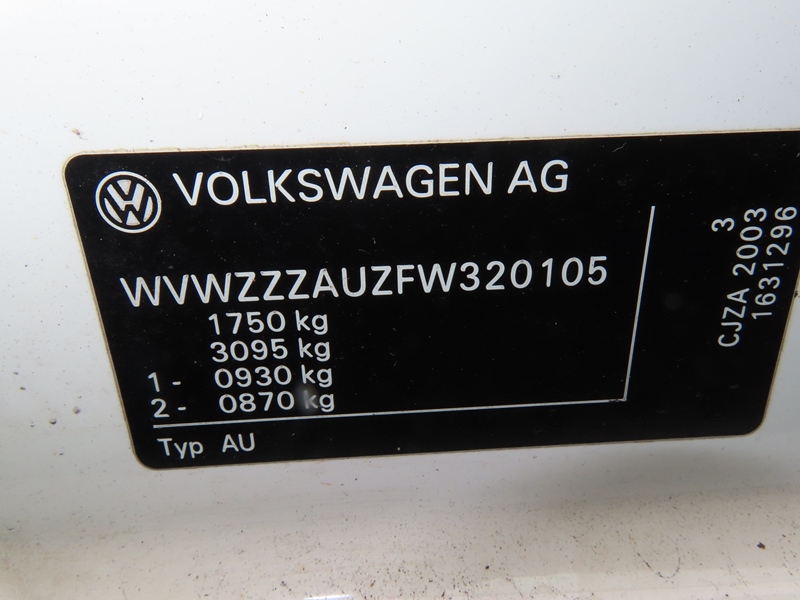 VOLKSWAGEN AG
WVWZZZAUZFW320105
1750 kg
3095 kg
1 - 0930 kg
2 - 0870 kg
Typ AU
3
CJZA 2003
1631296